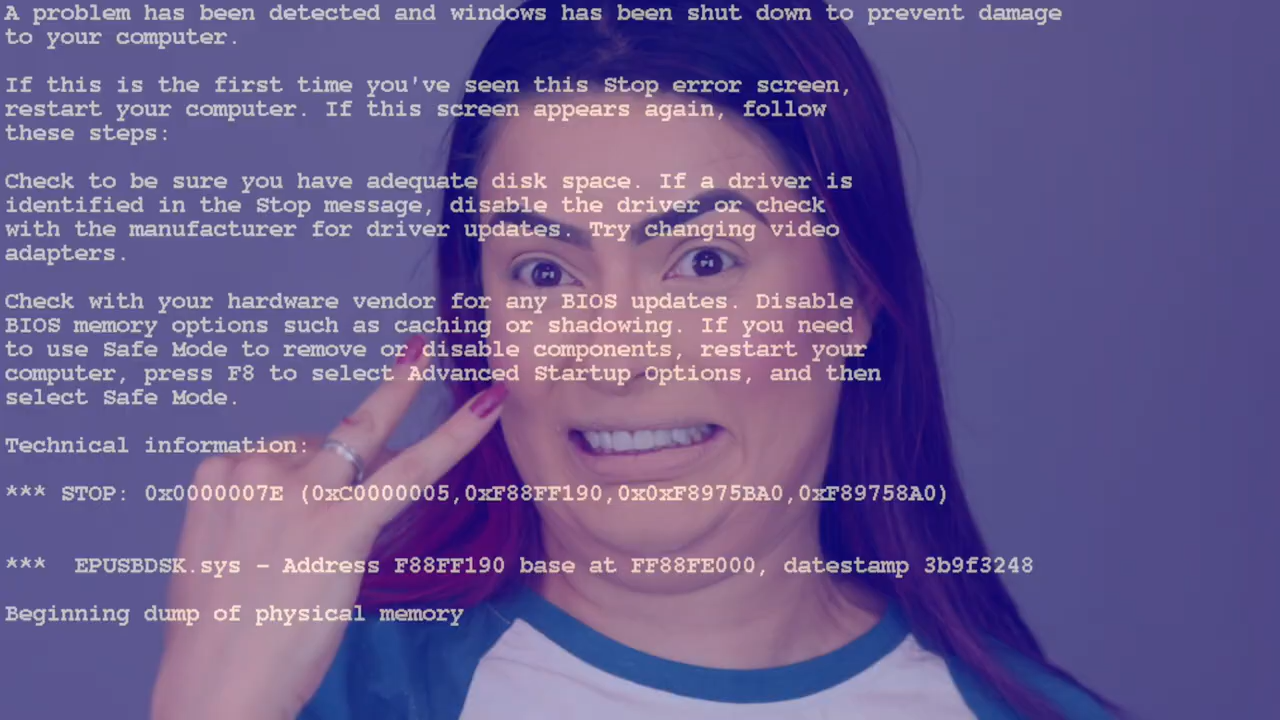 A problem has been detected and windows has been shut down to prevent damage
to your computer.
If this is the first time you've seen this Stop error screen,
restart your computer. If this screen appears again, follow
these steps:
Check to be sure you have adequate disk space. If a driver is
identified in the Stop message, disable the driver or check
with the manufacturer for driver updates. Try changing video
adapters.
Check with your hardware vendor for any BIOS updates. Disable
BIOS memory options such as caching or shadowing. If you need
to use Safe Mode to remove or disable components, restart your
computer, press F8 to select Advanced Startup Options, and then
select Safe Mode.
Technical information:
*** STOP: 0x0000007E (0xC0000005,0xF88FF190,0x0xF8975BA0,0xF89758A0)
*** EPUSBDSK.sys – Address F88FF190 base at FF88FE000, datestamp 3b9f3248
Beginning dump of physical memory